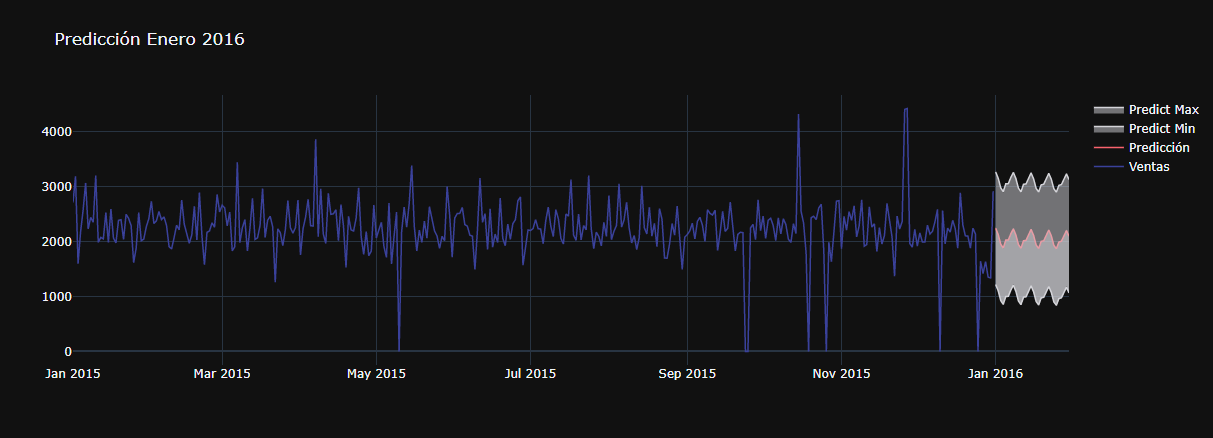 Predicción Enero 2016
4000
3000
2000
1000
0
Jan 2015
Mar 2015
May 2015
Jul 2015
Sep 2015
Nov 2015
Jan 2016
Predict Max
Predict Min
Predicción
Ventas